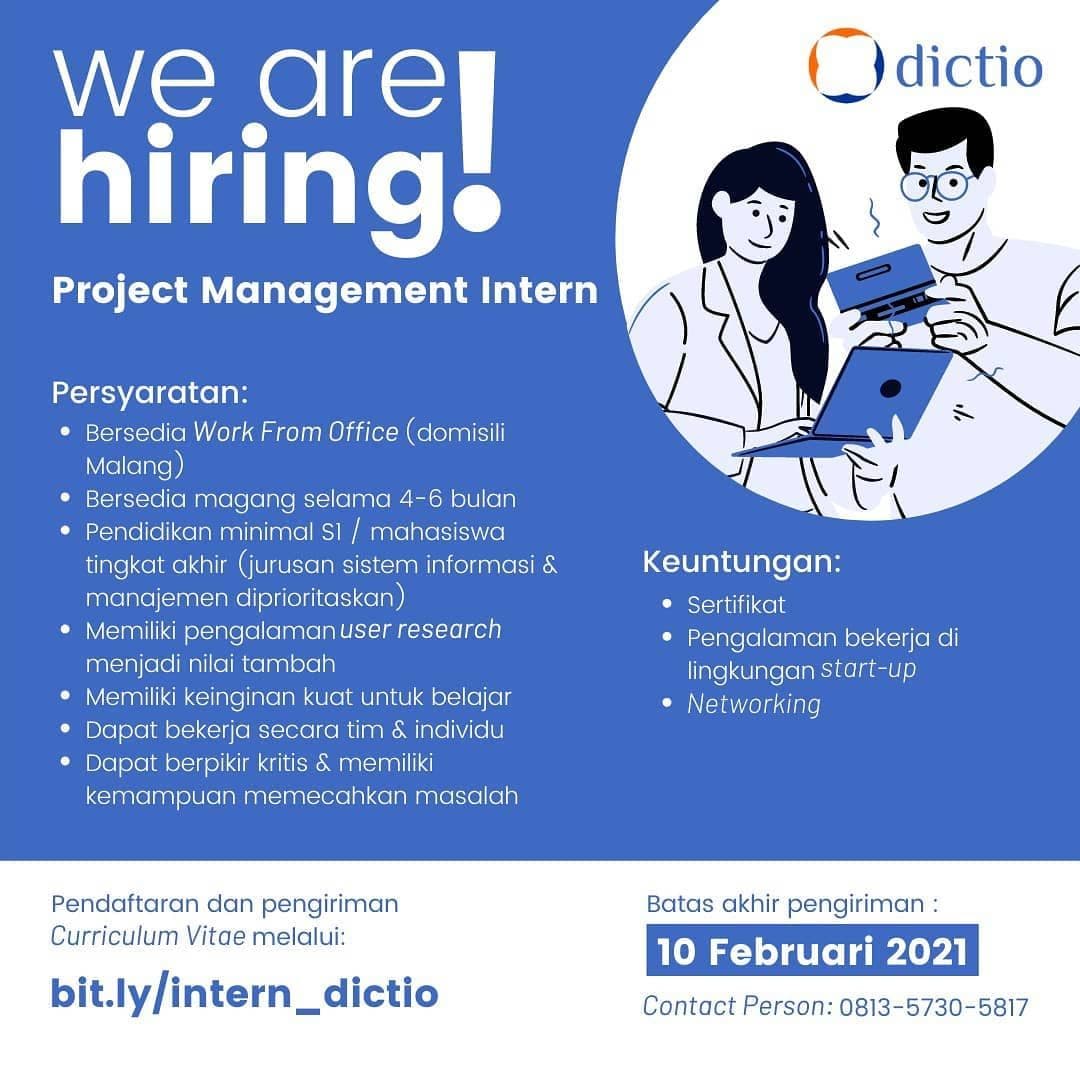 we are
hiring!
dictio
Project Management Intern
Persyaratan:
• Bersedia Work From Office (domisili
Malang)
• Bersedia magang selama 4-6 bulan
• Pendidikan minimal S1 / mahasiswa
tingkat akhir (jurusan sistem informasi &
manajemen diprioritaskan)
• Memiliki pengalaman user research
menjadi nilai tambah
• Memiliki keinginan kuat untuk belajar
• Dapat bekerja secara tim & individu
• Dapat berpikir kritis & memiliki
kemampuan memecahkan masalah
Keuntungan:
• Sertifikat
• Pengalaman bekerja di
lingkungan start-up
• Networking
Pendaftaran dan pengiriman
Curriculum Vitae melalui:
bit.ly/intern_dictio
Batas akhir pengiriman :
10 Februari 2021
Contact Person: 0813-5730-5817